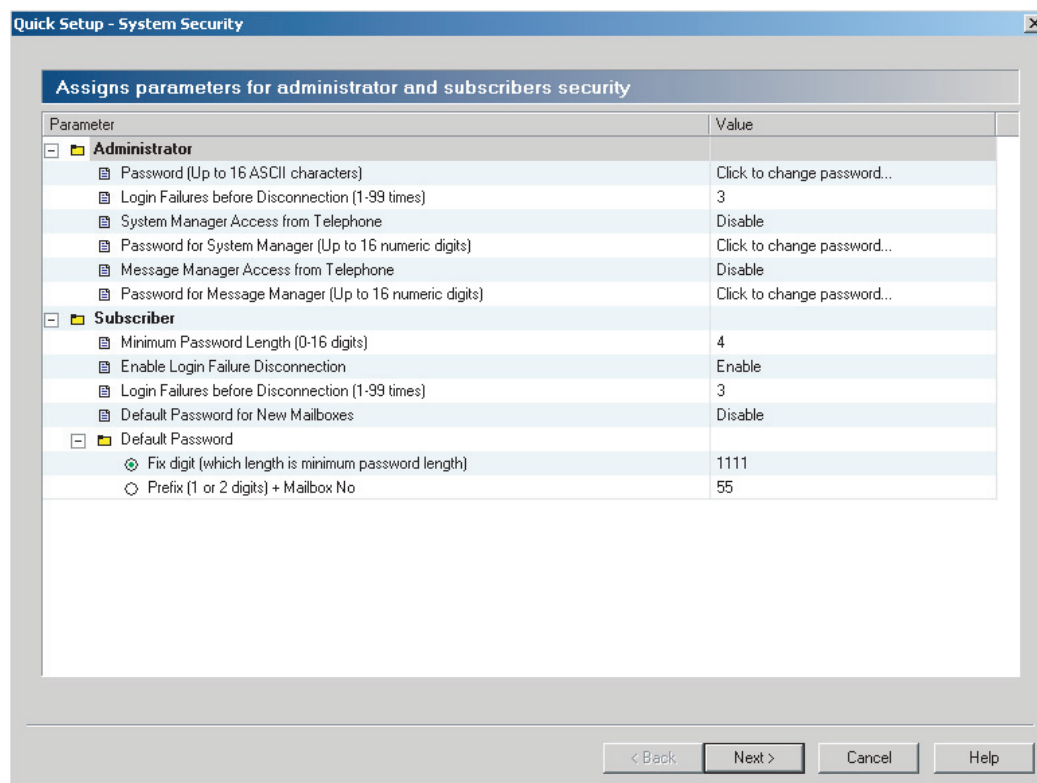 Quick Setup - System Security
Assigns parameters for administrator and subscribers security
Parameter Value
Administrator
Password (Up to 16 ASCII characters) Click to change password...
Login Failures before Disconnection (1-99 times) 3
System Manager Access from Telephone Disable
Password for System Manager (Up to 16 numeric digits) Click to change password...
Message Manager Access from Telephone Disable
Password for Message Manager (Up to 16 numeric digits) Click to change password...
Subscriber
Minimum Password Length (0-16 digits) 4
Enable Login Failure Disconnection Enable
Login Failures before Disconnection (1-99 times) 3
Default Password for New Mailboxes Disable
Default Password
Fix digit (which length is minimum password length) 1111
Prefix (1 or 2 digits) + Mailbox No 55
< Back Next > Cancel Help